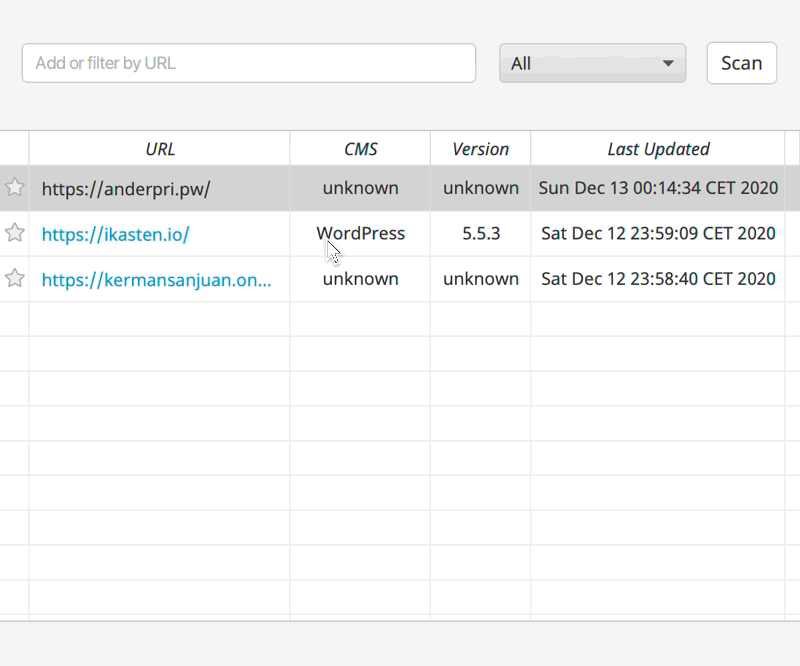 Add or filter by URL All Scan
URL CMS Version Last Updated
https://anderpri.pw/ unknown unknown Sun Dec 13 00:14:34 CET 2020
https://ikasten.io/ WordPress 5.5.3 Sat Dec 12 23:59:09 CET 2020
https://kermansanjuan.on... unknown unknown Sat Dec 12 23:58:40 CET 2020